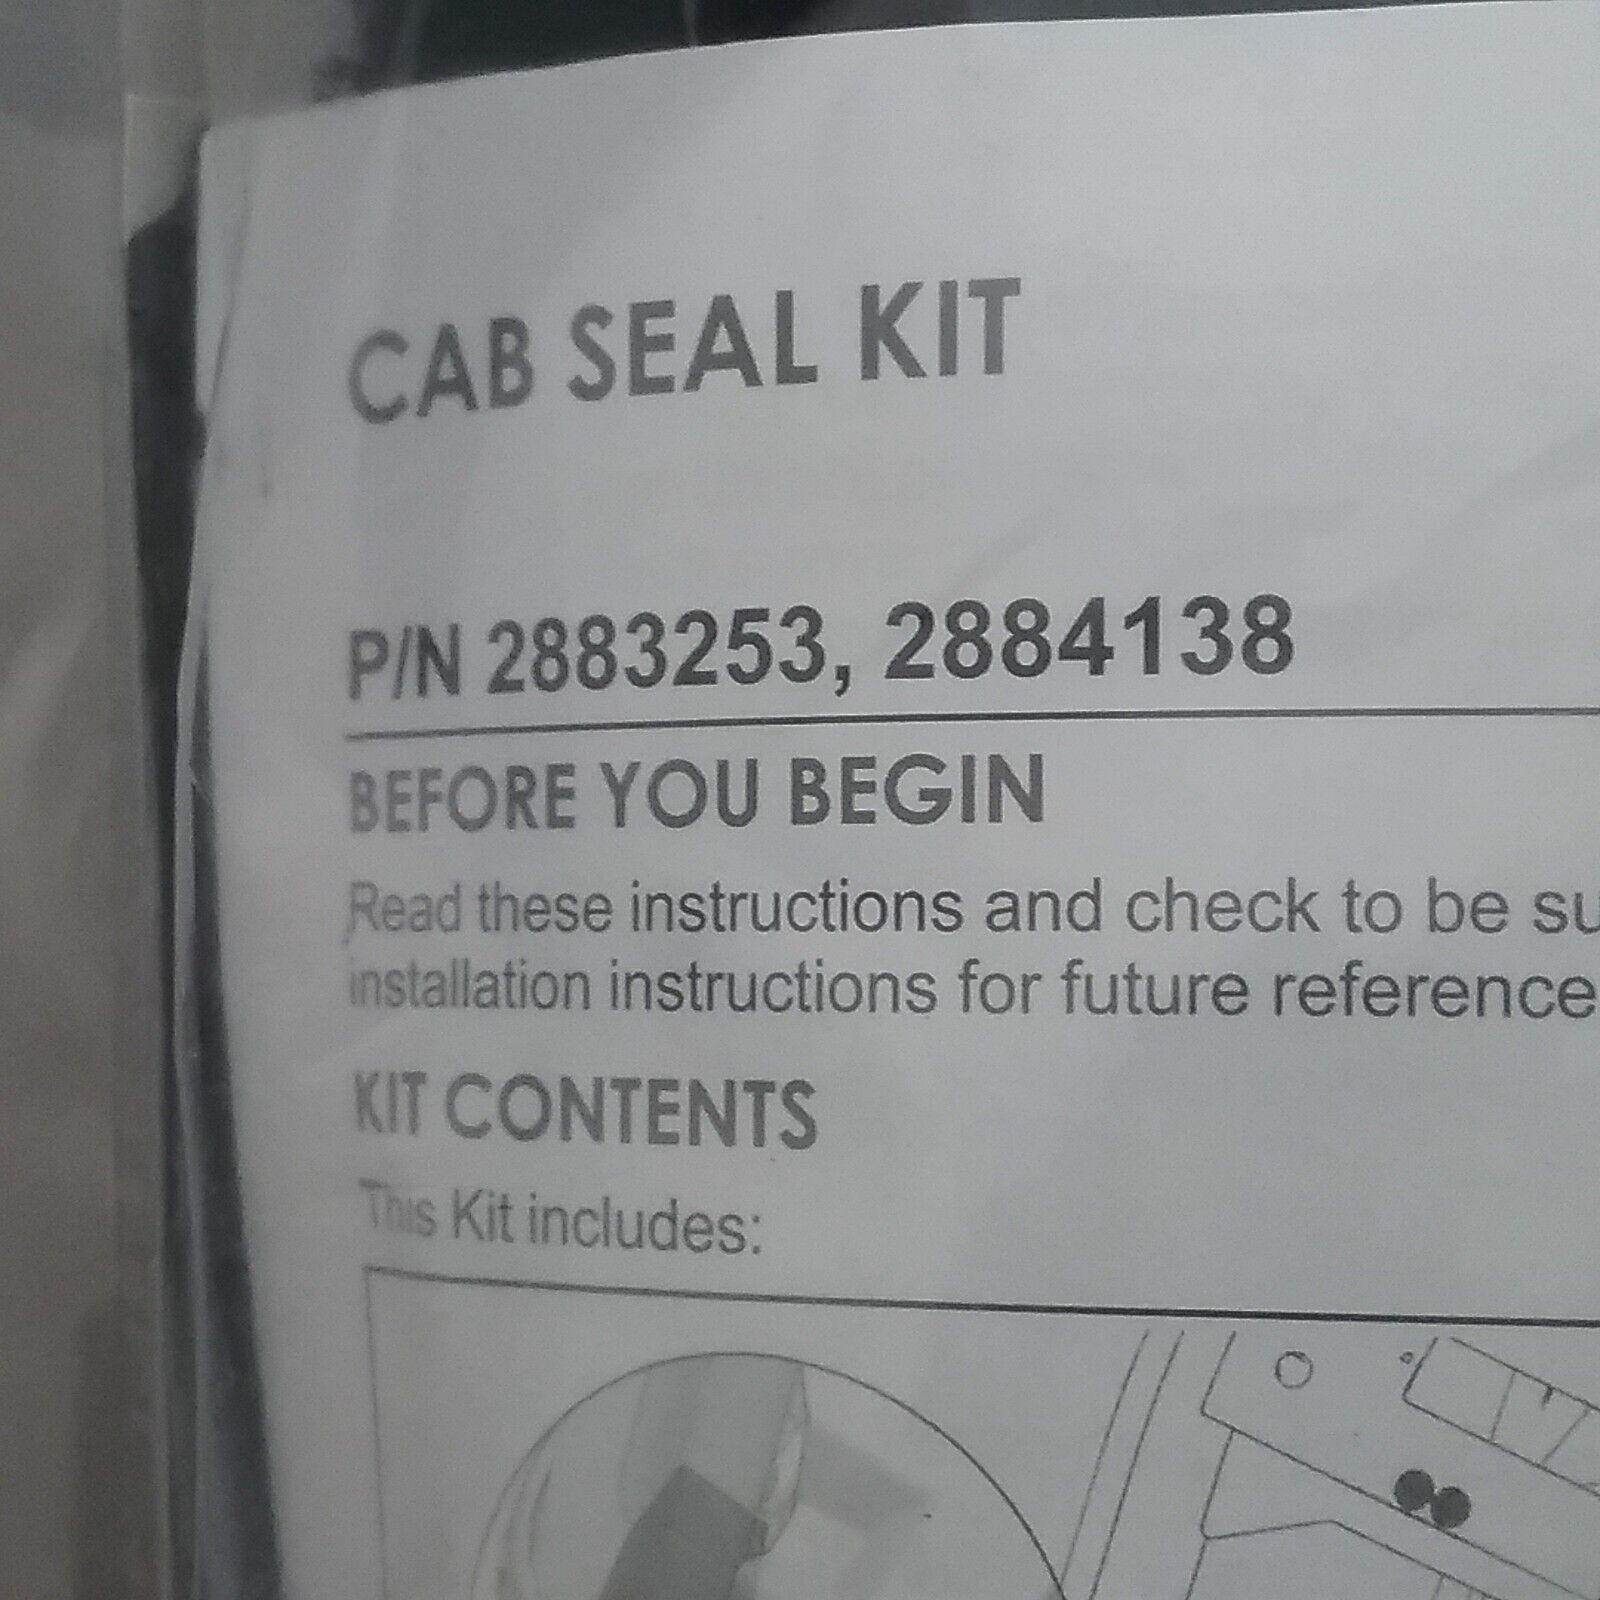 CAB SEAL KIT
P/N 2883253, 2884138
BEFORE YOU BEGIN
Read these instructions and check to be su
installation instructions for future reference
KIT CONTENTS
This Kit includes: